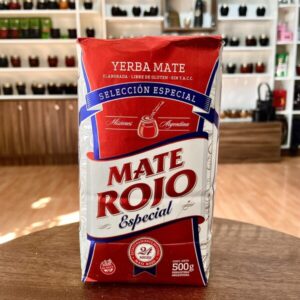 YERBA MATE
ELABORADA - LIBRE DE GLUTEN - SIN T.A.C.C.
SELECCIÓN ESPECIAL
Misiones Argentina
MATE
ROJO
Especial
24
500g